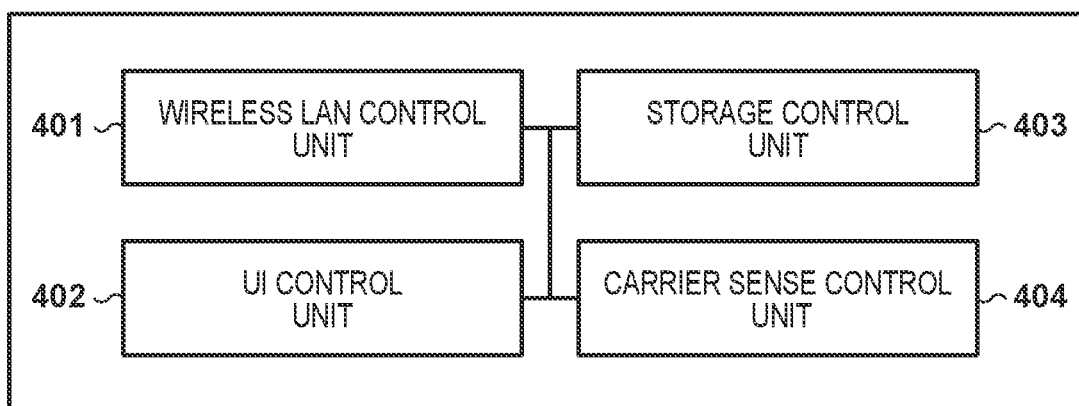 401
WIRELESS LAN CONTROL
UNIT
STORAGE CONTROL
UNIT
403
402
UI CONTROL
UNIT
CARRIER SENSE CONTROL
UNIT
404